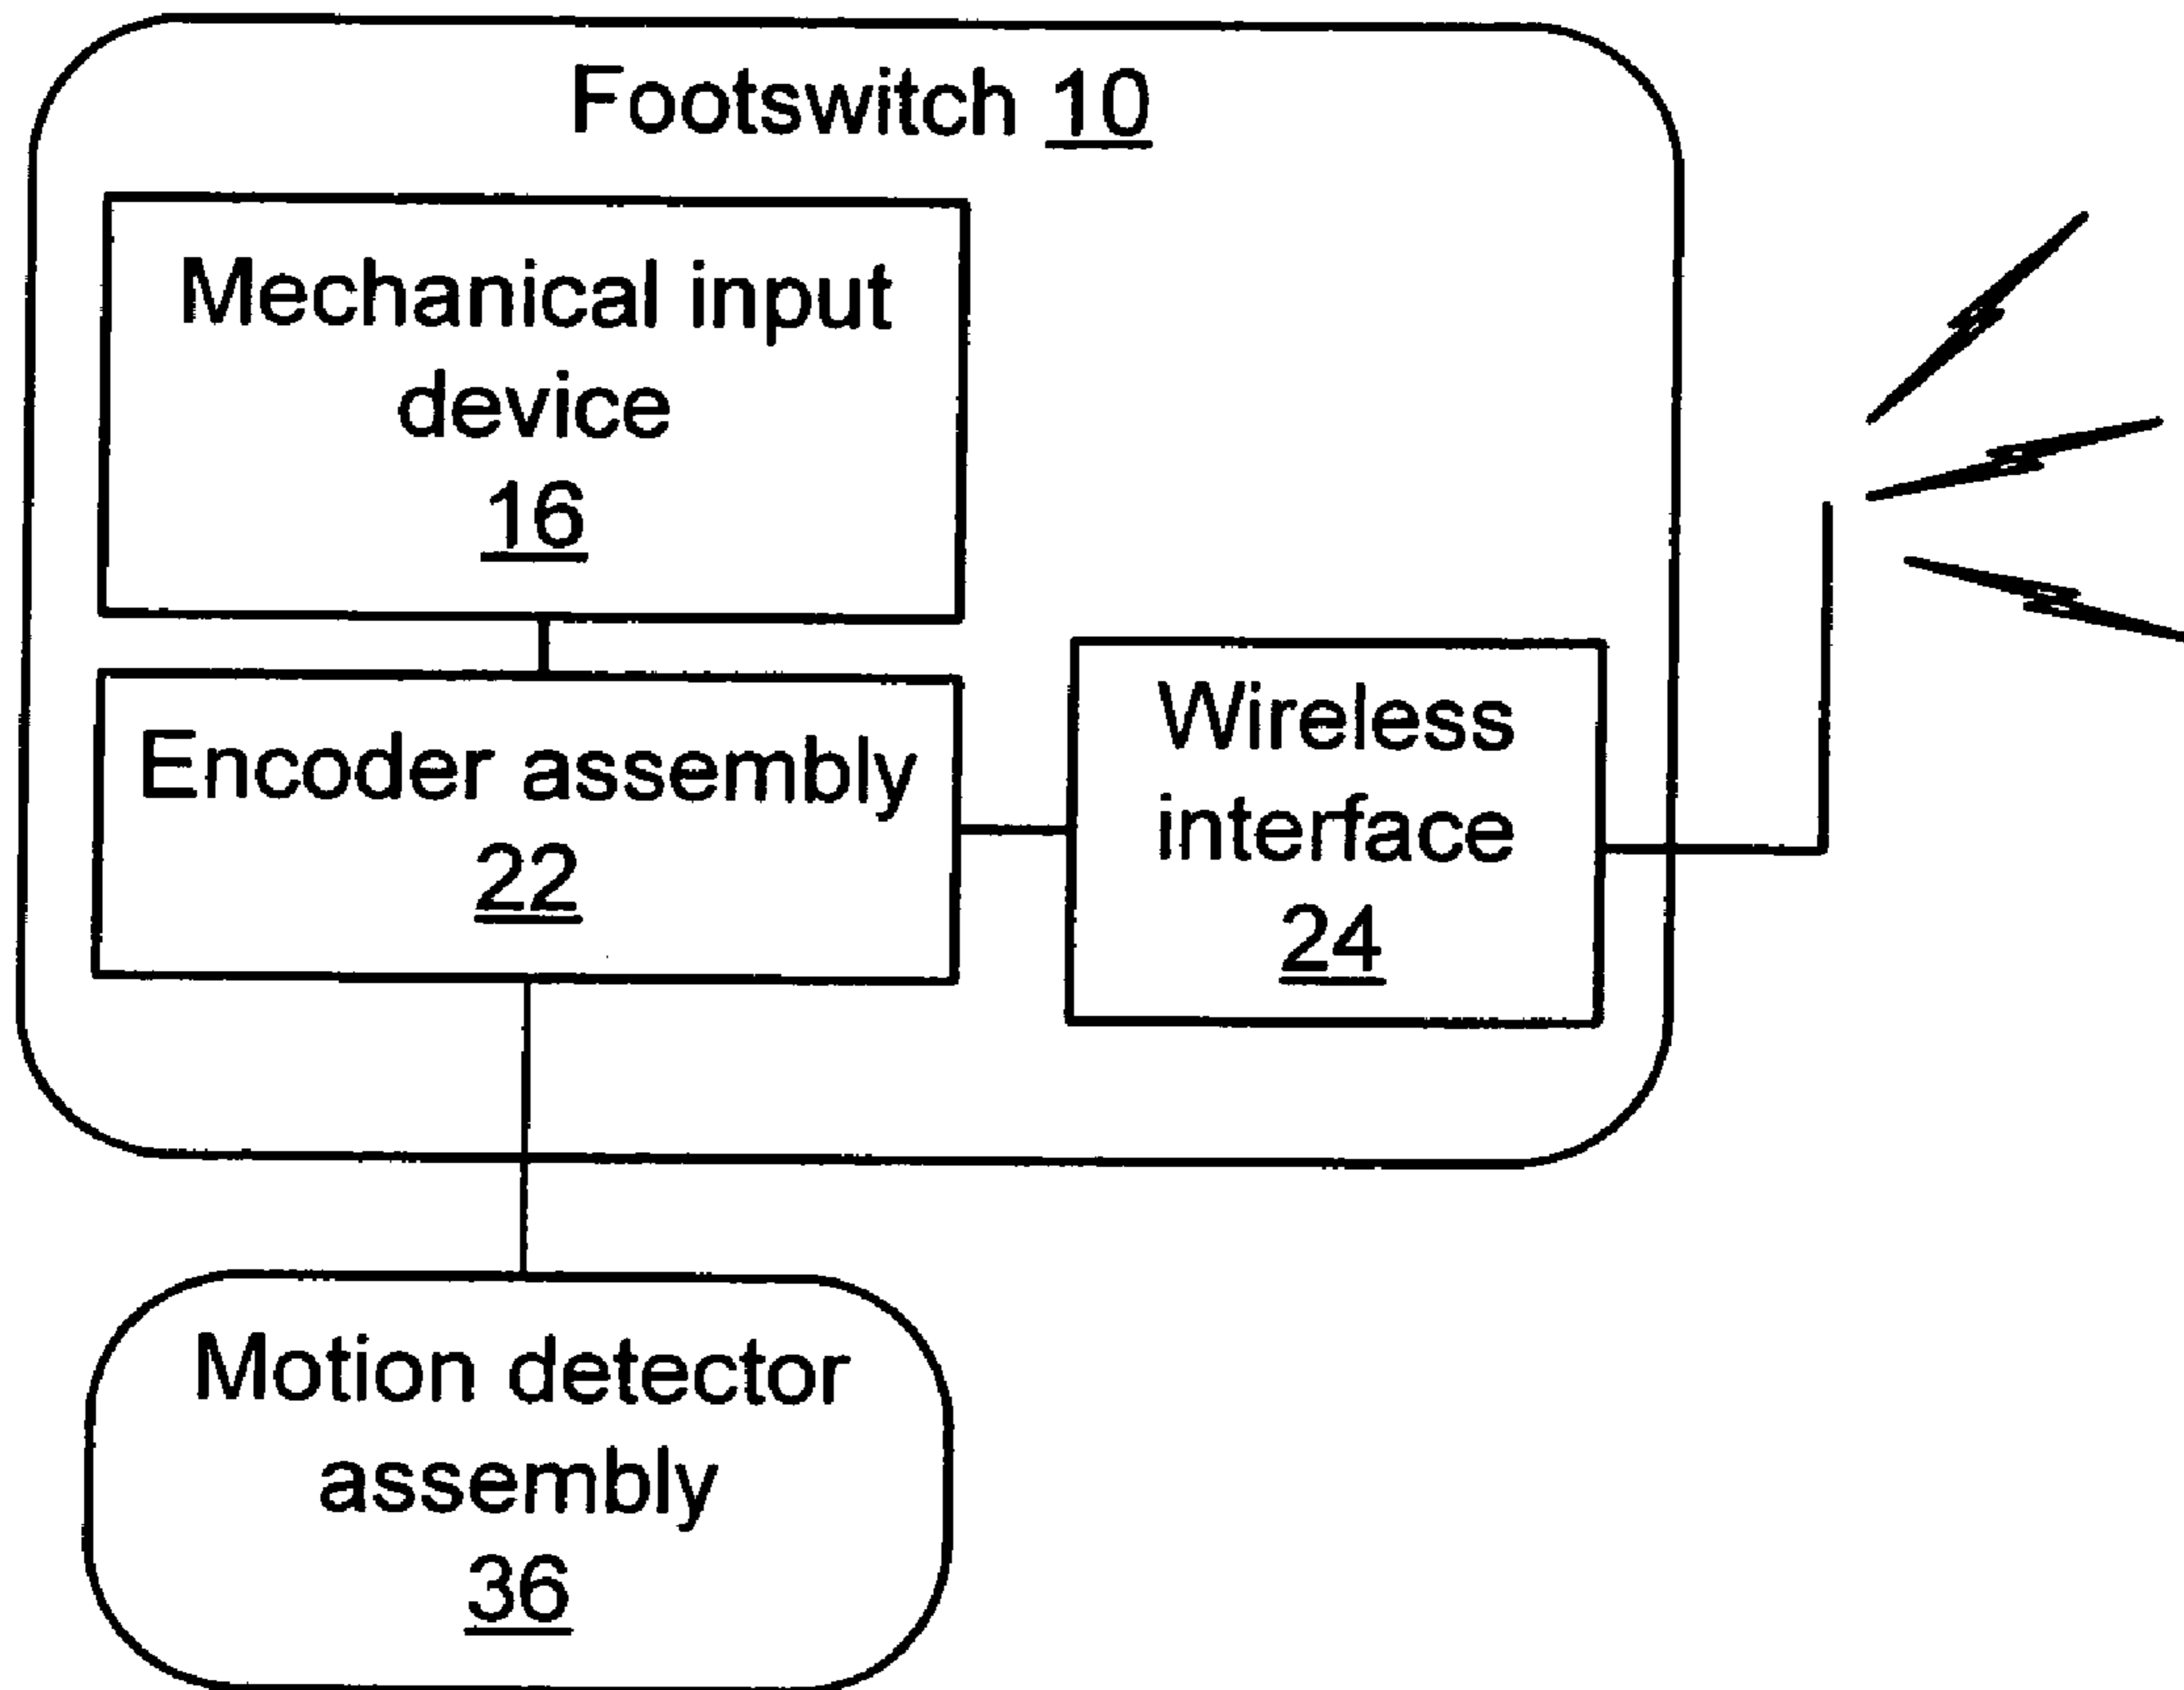 Footswitch 10
Mechanical input
device
16
Encoder assembly
22
Wireless
interface
24
Motion detector
assembly
36